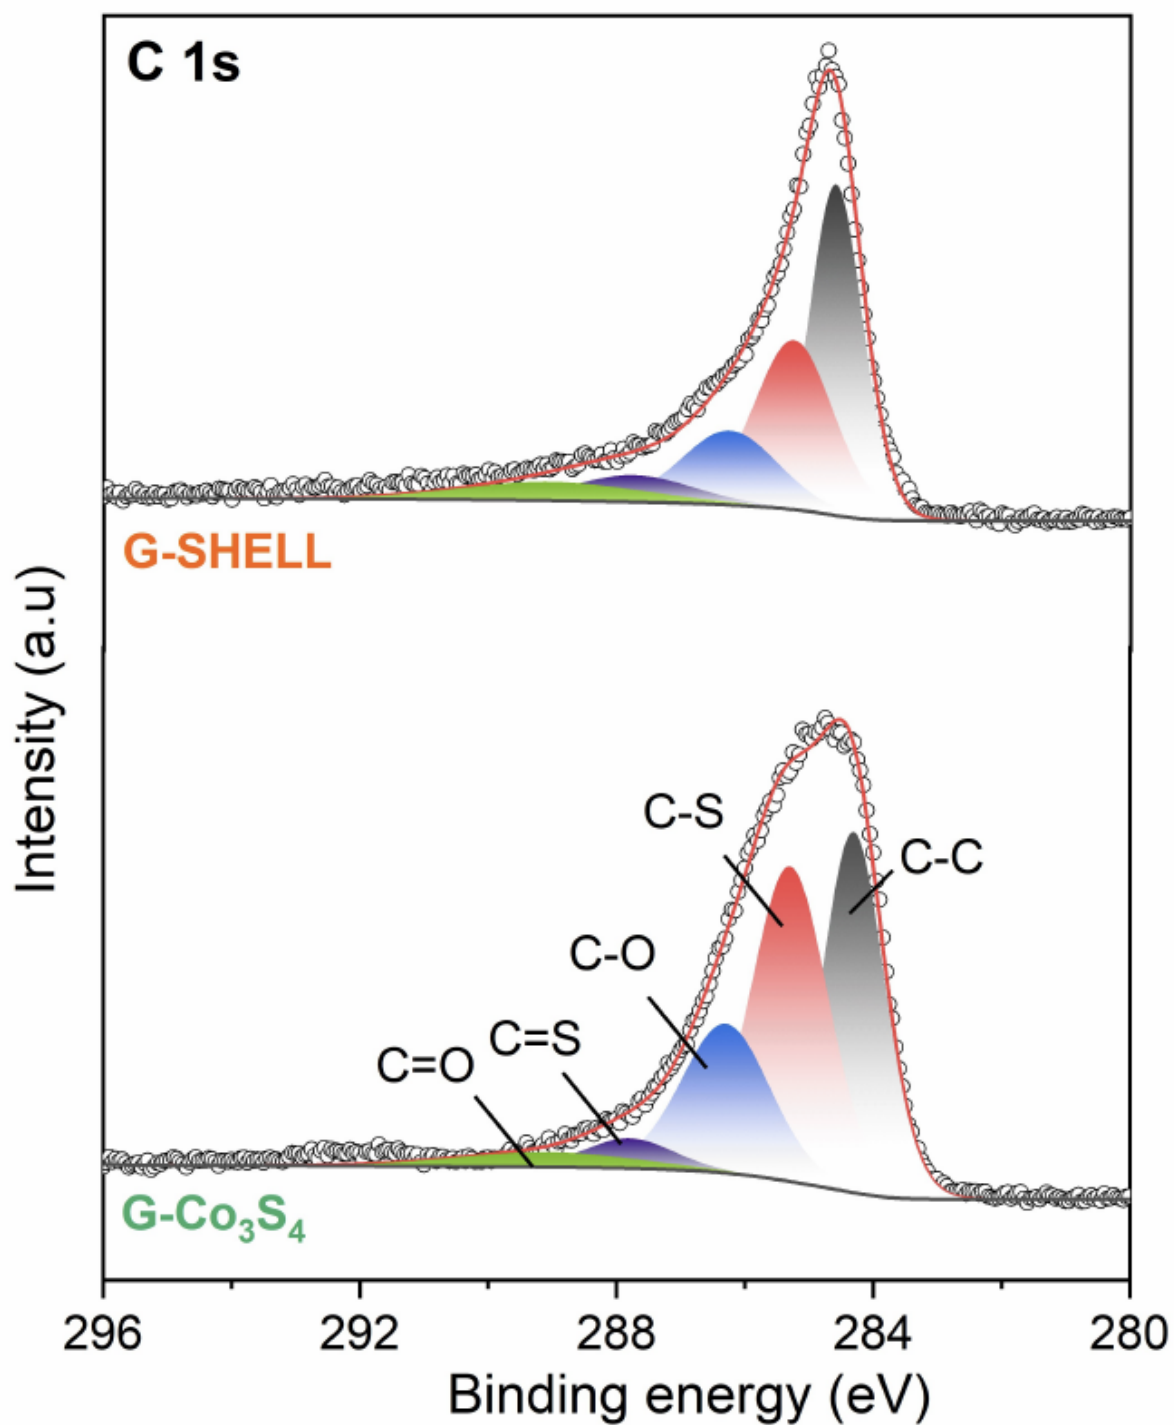 C 1s
G-SHELL
Intensity (a.u)
C-S
C-C
C-O
C=S
C=O
G-Co₃S₄
296 292 288 284 280
Binding energy (eV)